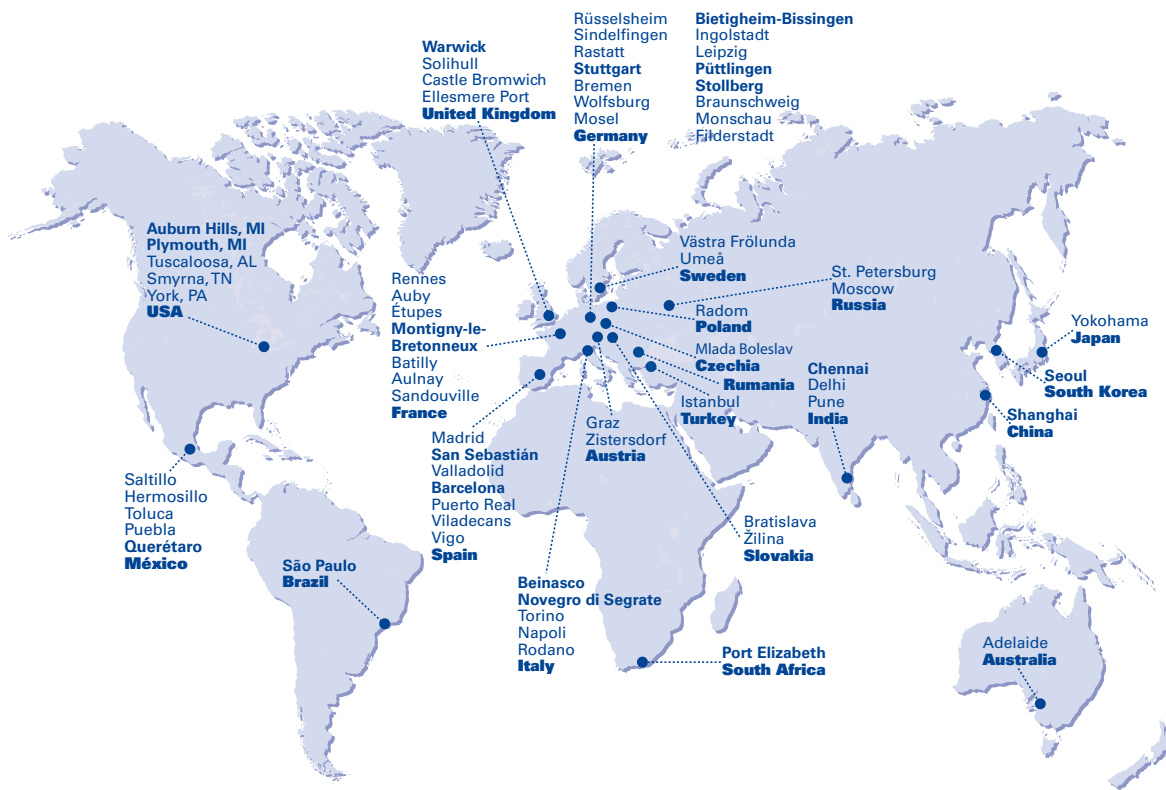 Rüsselsheim
Sindelfingen
Rastatt
Stuttgart
Bremen
Wolfsburg
Mosel
Germany
Bietigheim-Bissingen
Ingolstadt
Leipzig
Püttlingen
Stollberg
Braunschweig
Monschau
Filderstadt
Warwick
Solihull
Castle Bromwich
Ellesmere Port
United Kingdom
Auburn Hills, MI
Plymouth, MI
Tuscaloosa, AL
Smyrna, TN
York, PA
USA
Rennes
Auby
Étupes
Montigny-le-
Bretonneux
Batilly
Aulnay
Sandouville
France
Västra Frölunda
Umeå
Sweden
St. Petersburg
Moscow
Russia
Radom
Poland
Mlada Boleslav
Czechia
Rumania
Istanbul
Turkey
Chennai
Delhi
Pune
India
Yokohama
Japan
Seoul
South Korea
Shanghai
China
Graz
Zistersdorf
Austria
Madrid
San Sebastián
Valladolid
Barcelona
Puerto Real
Viladecans
Vigo
Spain
Saltillo
Hermosillo
Toluca
Puebla
Querétaro
México
São Paulo
Brazil
Bratislava
Žilina
Slovakia
Beinasco
Novegro di Segrate
Torino
Napoli
Rodano
Italy
Port Elizabeth
South Africa
Adelaide
Australia